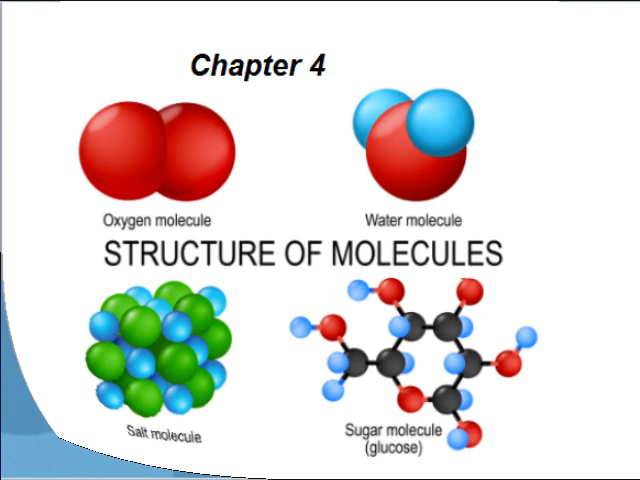 Chapter 4
Oxygen molecule
Water molecule
STRUCTURE OF MOLECULES
Salt molecule
Sugar molecule
(glucose)